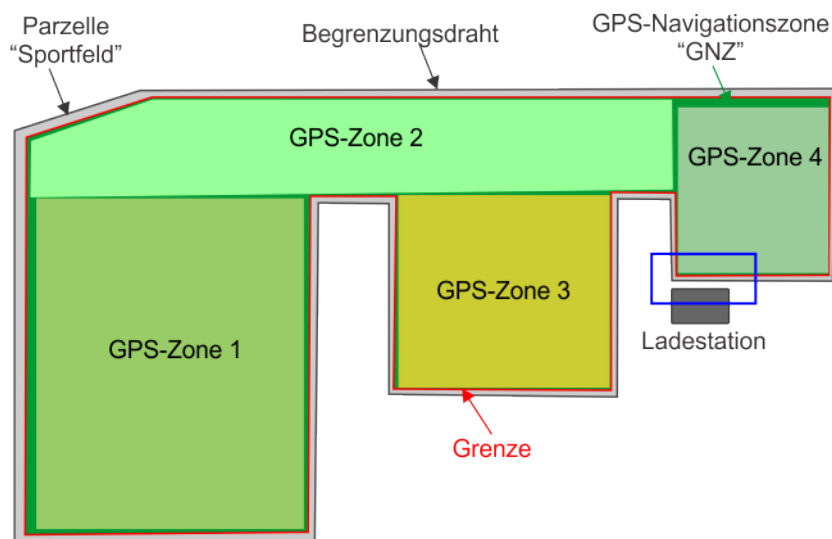 Parzelle
“Sportfeld”
Begrenzungsdraht
GPS-Navigationszone
“GNZ”
GPS-Zone 2
GPS-Zone 4
GPS-Zone 3
GPS-Zone 1
Ladestation
Grenze